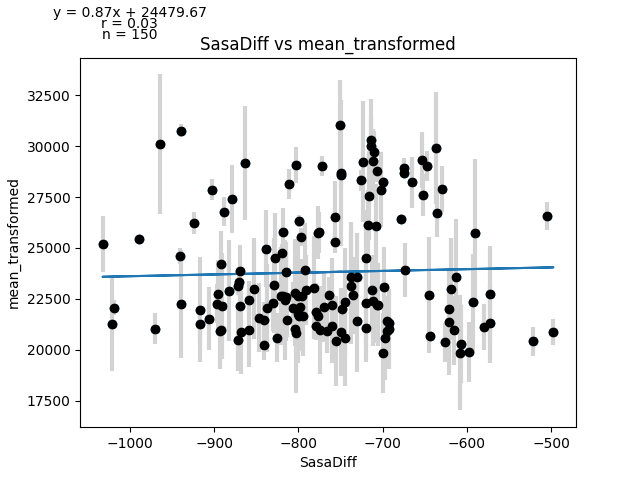 y = 0.87x + 24479.67
r = 0.03
n = 150
SasaDiff vs mean_transformed
mean_transformed
32500
30000
27500
25000
22500
20000
17500
−1000
−900
−800
−700
−600
−500
SasaDiff